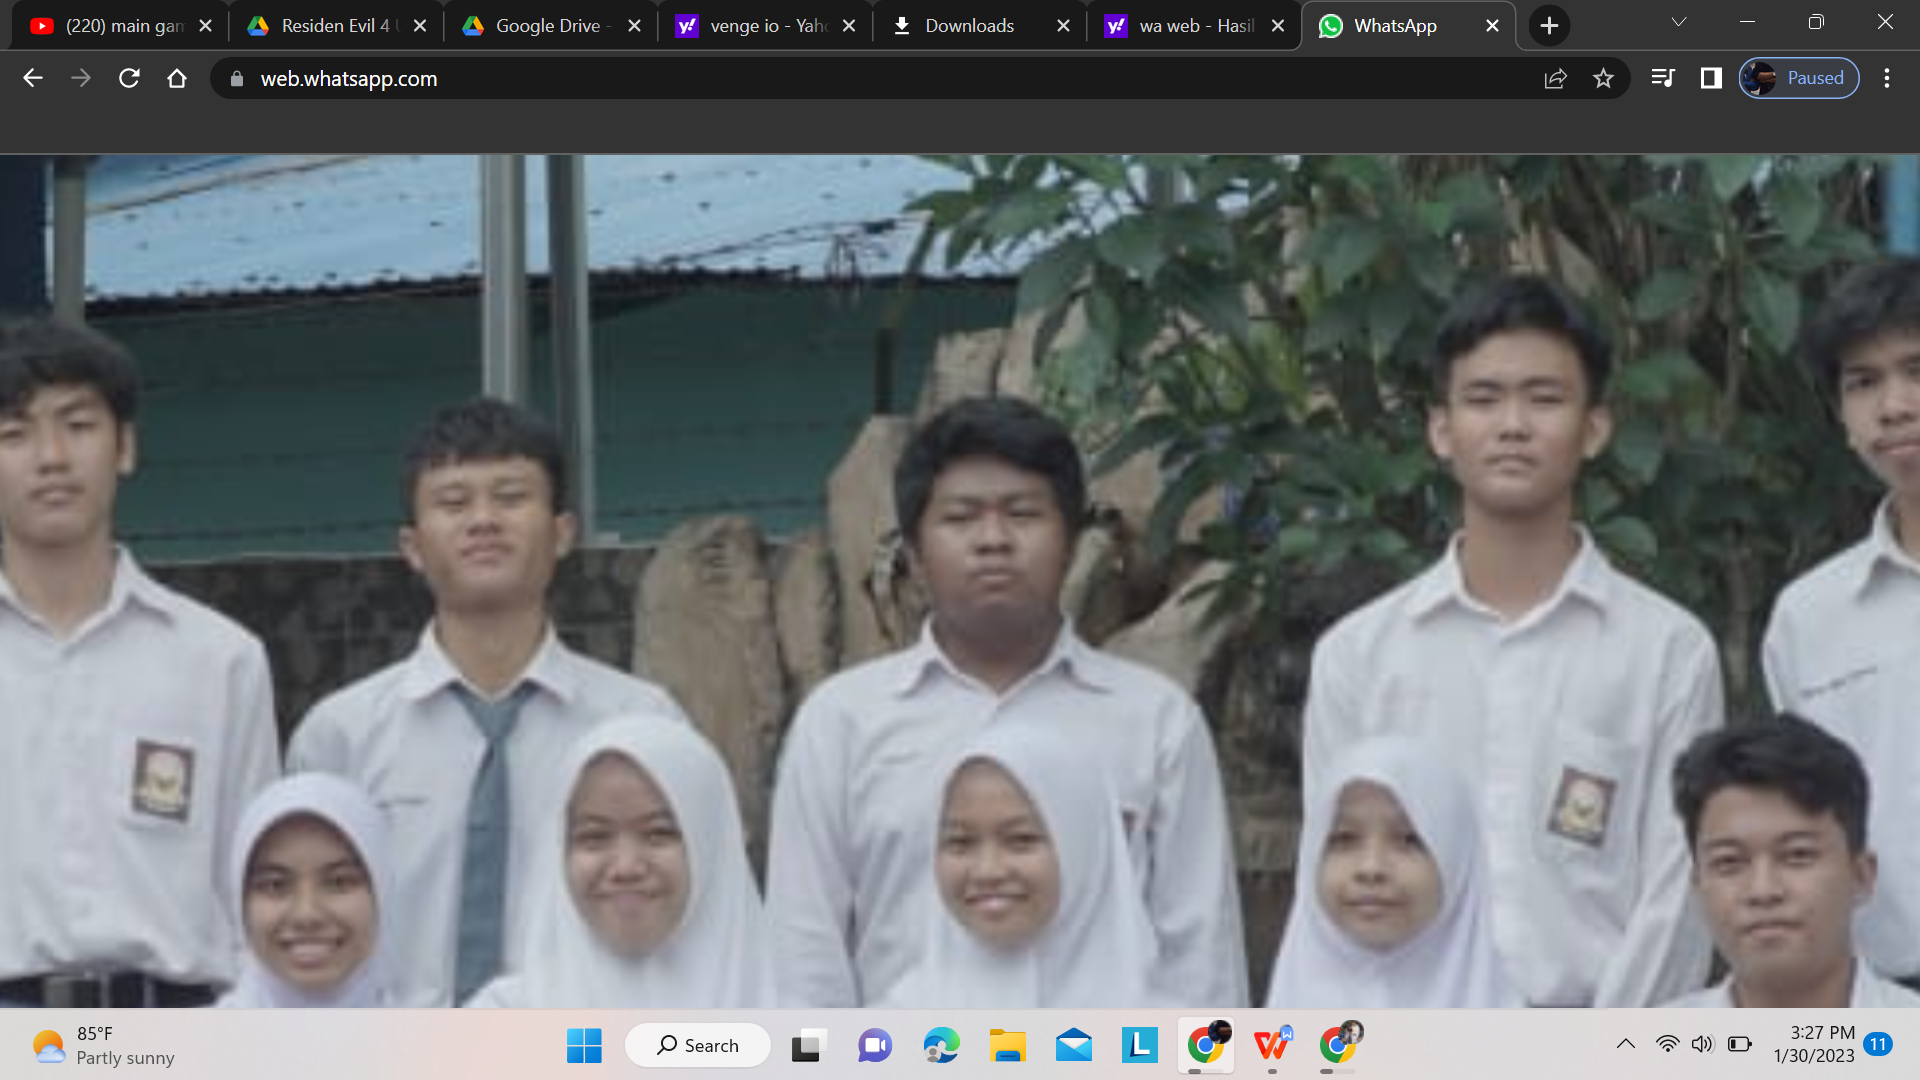 (220) main gam
Residen Evil 4 U
Google Drive -
venge io - Yaho
Downloads
wa web - Hasil
WhatsApp
web.whatsapp.com
Paused
85°F
Partly sunny
Search
3:27 PM
1/30/2023
11